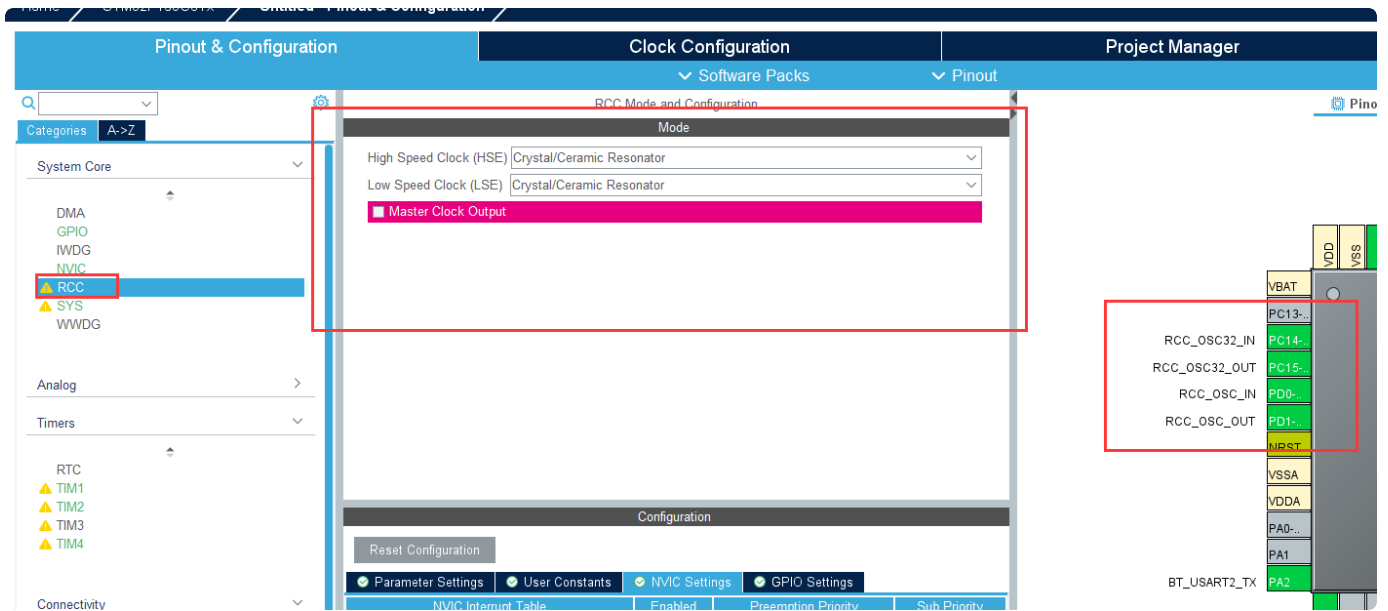 Home
Pinout & Configuration
Clock Configuration
Project Manager
Software Packs
Pinout
RCC Mode and Configuration
Categories
A->Z
Mode
System Core
High Speed Clock (HSE) Crystal/Ceramic Resonator
Low Speed Clock (LSE) Crystal/Ceramic Resonator
Master Clock Output
DMA
GPIO
IWDG
NVIC
RCC
SYS
WWDG
Analog
Timers
RTC
TIM1
TIM2
TIM3
TIM4
Connectivity
Configuration
Reset Configuration
Parameter Settings
User Constants
NVIC Settings
GPIO Settings
NVIC Interrupt Table
Enabled
Preemption Priority
Sub Priority
Pino
VDD
VSS
VBAT
PC13-..
RCC_OSC32_IN PC14-..
RCC_OSC32_OUT PC15-..
RCC_OSC_IN PD0-..
RCC_OSC_OUT PD1-..
NRST
VSSA
VDDA
PA0-..
PA1
BT_USART2_TX PA2